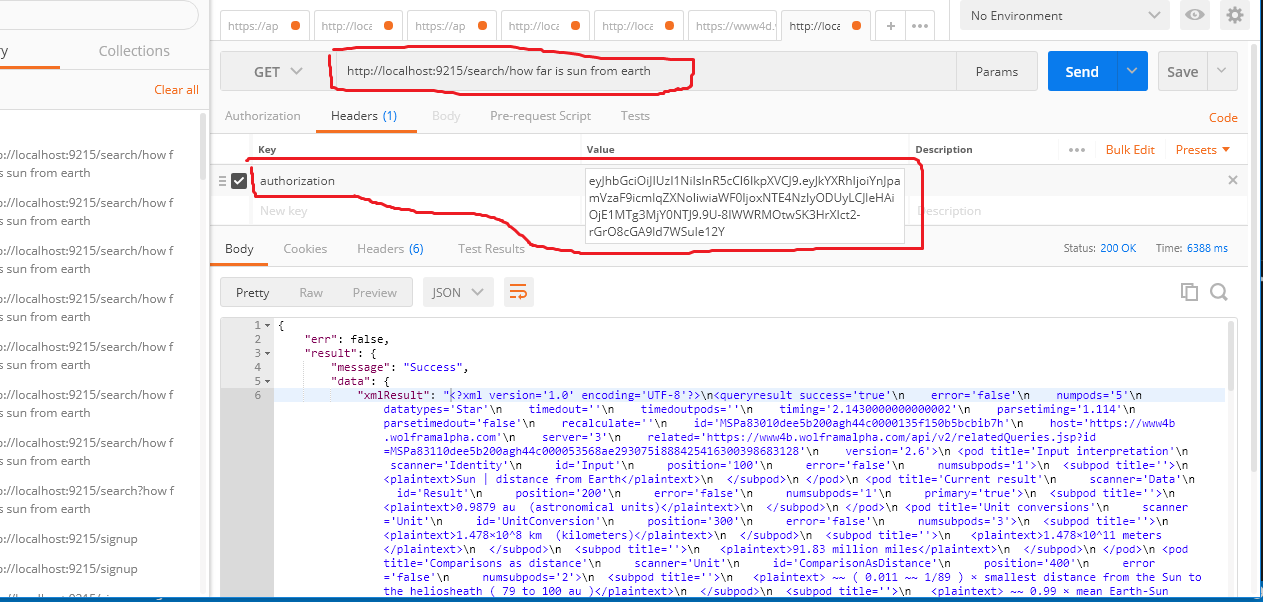 https://ap
http://loca
https://ap
http://loca
http://loca
https://www4d.
http://loca
+
•••
No Environment
ry
Collections
Clear all
GET
http://localhost:9215/search/how far is sun from earth
Params
Send
Save
Authorization
Headers (1)
Body
Pre-request Script
Tests
Code
Key
Value
Description
•••
Bulk Edit
Presets
authorization
New key
Description
Body
Cookies
Headers (6)
Test Results
Status: 200 OK
Time: 6388 ms
Pretty
Raw
Preview
JSON
p://localhost:9215/search/how f
s sun from earth
p://localhost:9215/search/how f
s sun from earth
p://localhost:9215/search/how f
s sun from earth
p://localhost:9215/search/how f
s sun from earth
p://localhost:9215/search/how f
s sun from earth
p://localhost:9215/search/how f
s sun from earth
p://localhost:9215/search/how f
s sun from earth
p://localhost:9215/search?how f
s sun from earth
p://localhost:9215/signup
p://localhost:9215/signup
1 {
2 "err": false,
3 "result": {
4 "message": "Success",
5 "data": {
6 "xmlResult": "<?xml version='1.0' encoding='UTF-8'?>\n<queryresult success='true'\n error='false'\n numpods='5'\n
datatypes='Star'\n timedout=''\n timedoutpods=''\n timing='2.1430000000000002'\n parsetiming='1.114'\n
parsetimedout='false'\n recalculate=''\n id='MSPa83010dee5b200agh44c0000135f150b5bcbib7h'\n host='https://www4b
.wolframalpha.com'\n server='3'\n related='https://www4b.wolframalpha.com/api/v2/relatedQueries.jsp?id
=MSPa83110dee5b200agh44c000053568ae293075i8884254163003986831​28'\n version='2.6'>\n <pod title='Input interpretation'\n
scanner='Identity'\n id='Input'\n position='100'\n error='false'\n numsubpods='1'>\n <subpod title=''>\n
<plaintext>Sun | distance from Earth</plaintext>\n </subpod>\n </pod>\n <pod title='Current result'\n scanner='Data'\n
id='Result'\n position='200'\n error='false'\n numsubpods='1'\n primary='true'>\n <subpod title=''>\n
<plaintext>0.9879 au (astronomical units)</plaintext>\n </subpod>\n </pod>\n <pod title='Unit conversions'\n scanner
='Unit'\n id='UnitConversion'\n position='300'\n error='false'\n numsubpods='3'>\n <subpod title=''>\n
<plaintext>1.478×10^8 km (kilometers)</plaintext>\n </subpod>\n <subpod title=''>\n <plaintext>1.478×10^11 meters
</plaintext>\n </subpod>\n <subpod title=''>\n <plaintext>91.83 million miles</plaintext>\n </subpod>\n </pod>\n <pod
title='Comparisons as distance'\n scanner='Unit'\n id='ComparisonAsDistance'\n position='400'\n error
='false'\n numsubpods='2'>\n <subpod title=''>\n <plaintext> ~~ ( 0.011 ~~ 1/89 ) × smallest distance from the Sun to
the heliosheath ( 79 to 100 au )</plaintext>\n </subpod>\n <subpod title=''>\n <plaintext> ~~ 0.99 × mean Earth-Sun